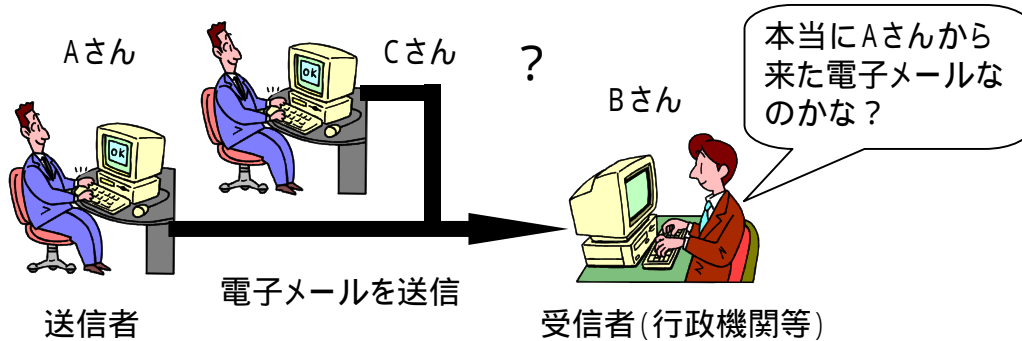 Aさん
Cさん
?
Bさん
本当にAさんから
来た電子メールな
のかな?
OK
OK
電子メールを送信
送信者
受信者(行政機関等)